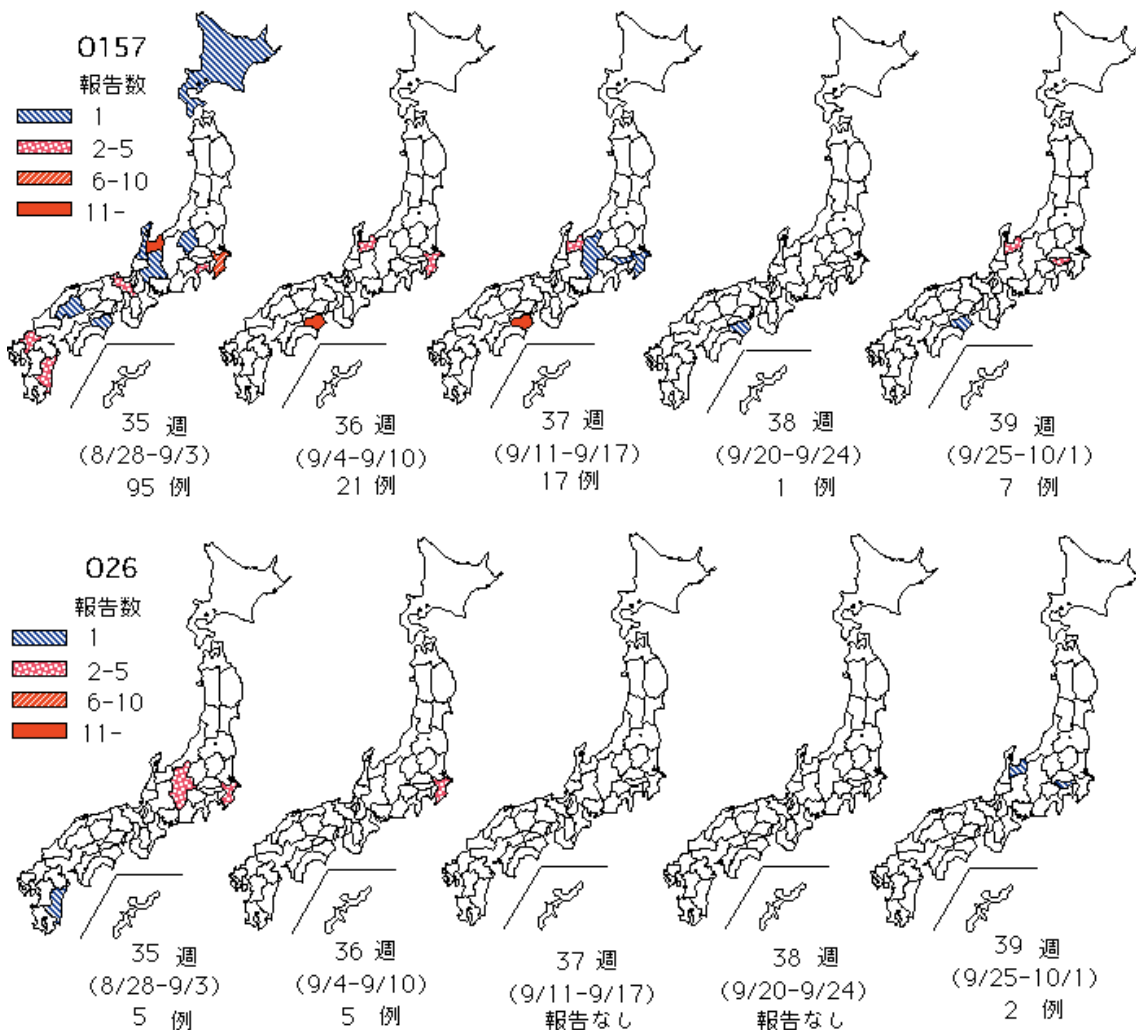 O157
報告数
1
2-5
6-10
11-
35 週
(8/28-9/3)
95 例
36 週
(9/4-9/10)
21 例
37 週
(9/11-9/17)
17 例
38 週
(9/20-9/24)
1 例
39 週
(9/25-10/1)
7 例
O26
報告数
1
2-5
6-10
11-
35 週
(8/28-9/3)
5 例
36 週
(9/4-9/10)
5 例
37 週
(9/11-9/17)
報告なし
38 週
(9/20-9/24)
報告なし
39 週
(9/25-10/1)
2 例